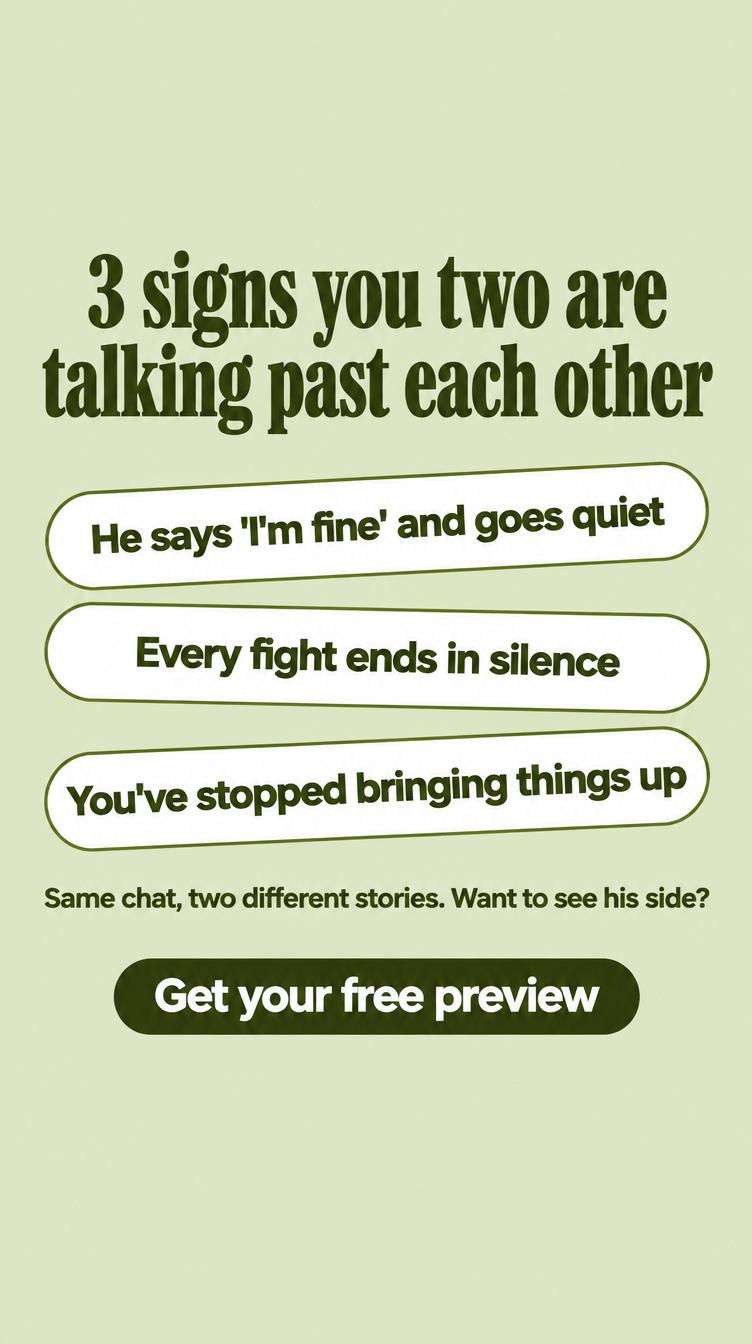 3 signs you two are
talking past each other
He says 'I'm fine' and goes quiet
Every fight ends in silence
You've stopped bringing things up
Same chat, two different stories. Want to see his side?
Get your free preview